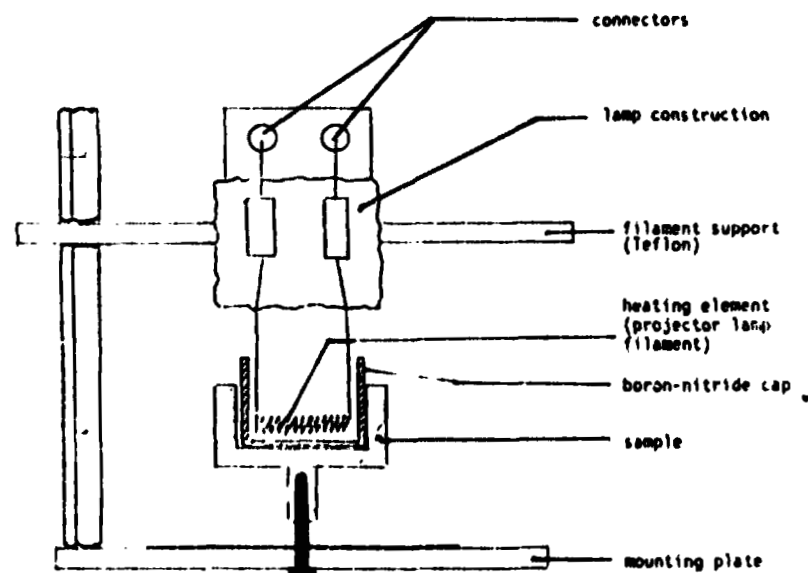 connectors
lamp construction
filament support
(Teflon)
heating element
(projector lamp
filament)
boron-nitride cap
sample
mounting plate